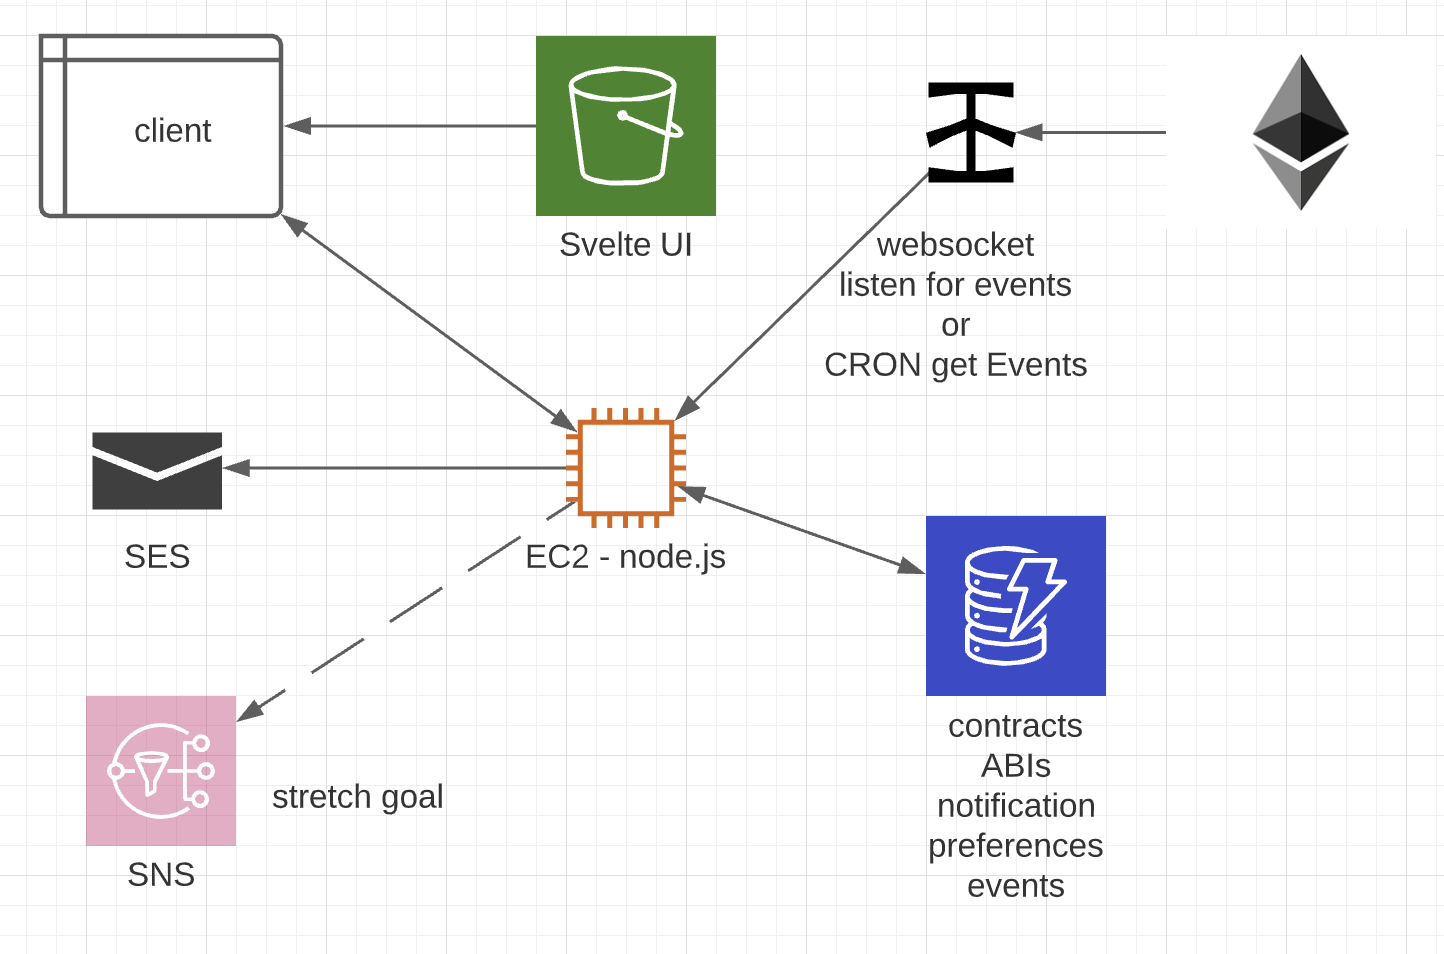 client
Svelte UI
websocket
listen for events
or
CRON get Events
SES
EC2 - node.js
contracts
ABIs
notification
preferences
events
stretch goal
SNS